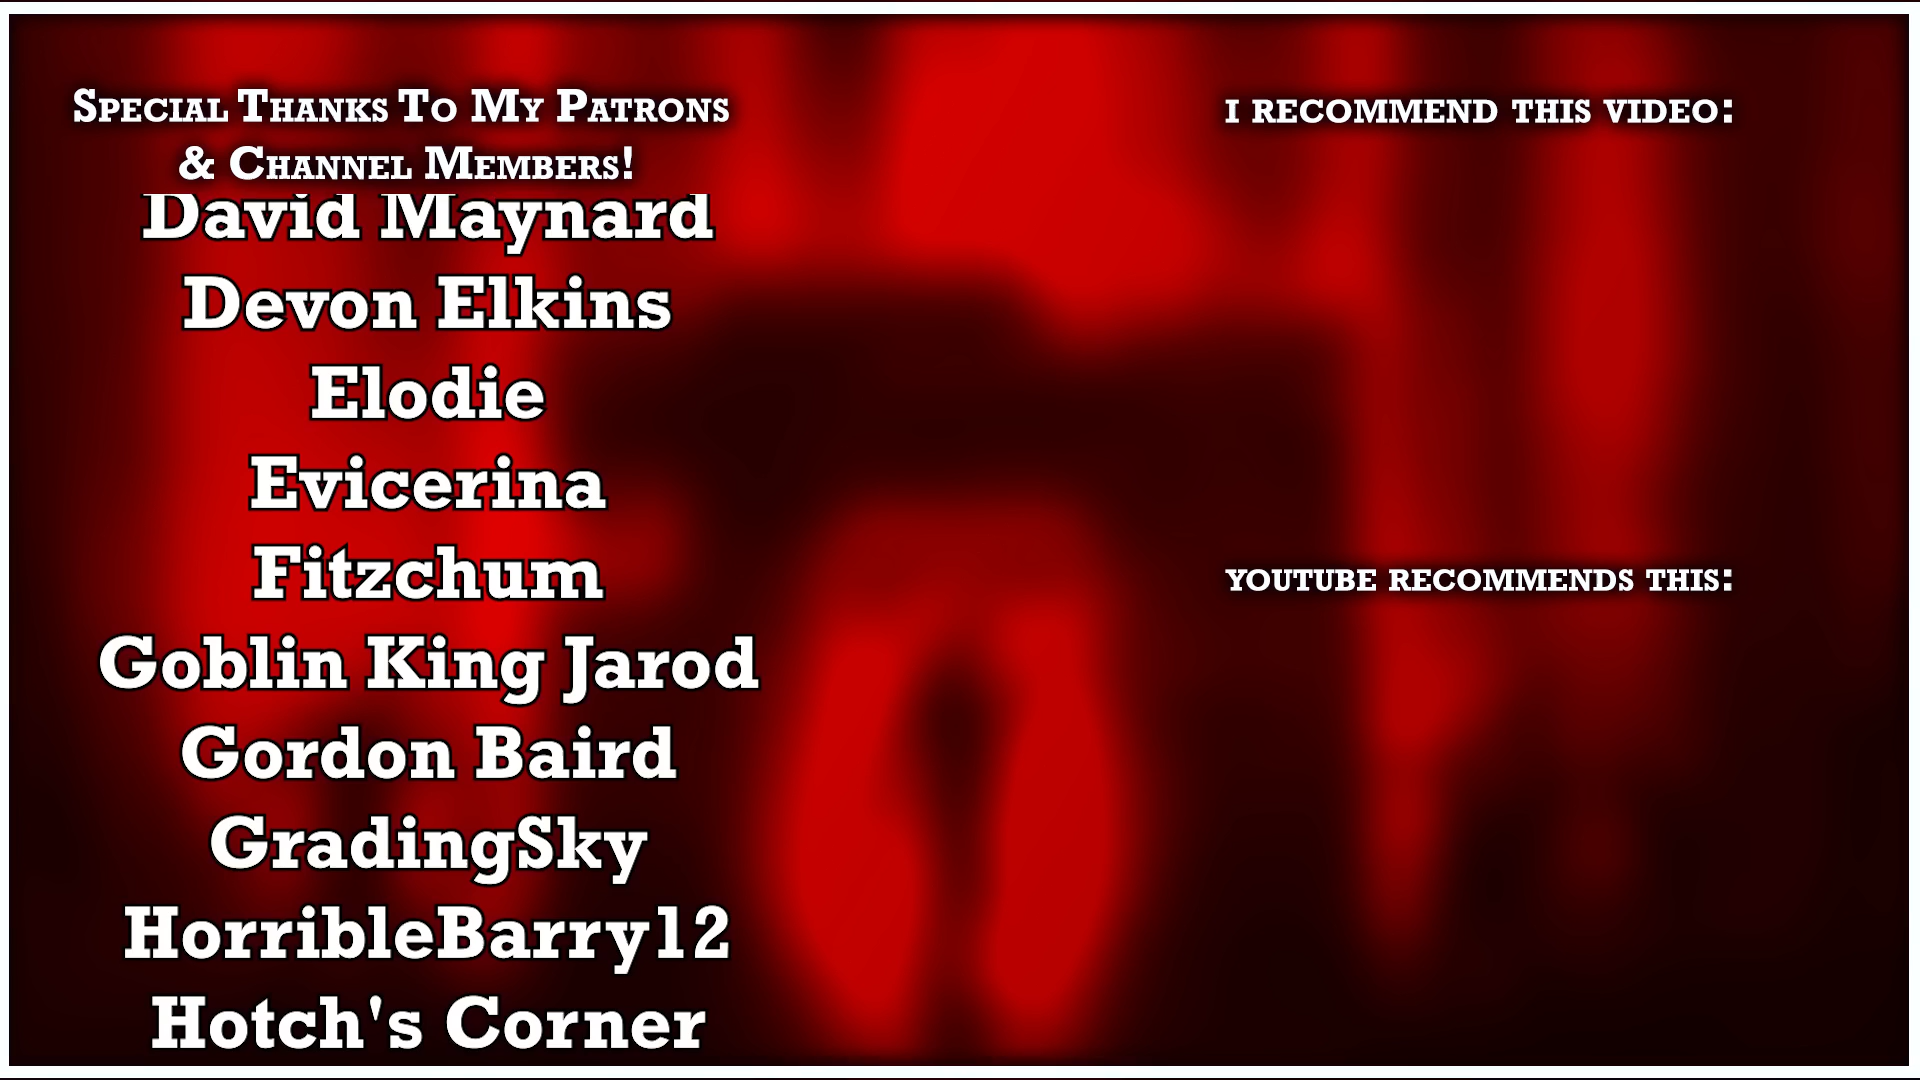 Special Thanks To My Patrons
& Channel Members!
David Maynard
Devon Elkins
Elodie
Evicerina
Fitzchum
Goblin King Jarod
Gordon Baird
GradingSky
HorribleBarry12
Hotch's Corner
I RECOMMEND THIS VIDEO:
YOUTUBE RECOMMENDS THIS: